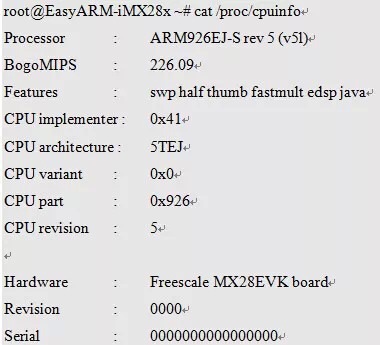 root@EasyARM-iMX28x ~# cat /proc/cpuinfo
Processor : ARM926EJ-S rev 5 (v5l)
BogoMIPS : 226.09
Features : swp half thumb fastmult edsp java
CPU implementer : 0x41
CPU architecture : 5TEJ
CPU variant : 0x0
CPU part : 0x926
CPU revision : 5
Hardware : Freescale MX28EVK board
Revision : 0000
Serial : 0000000000000000